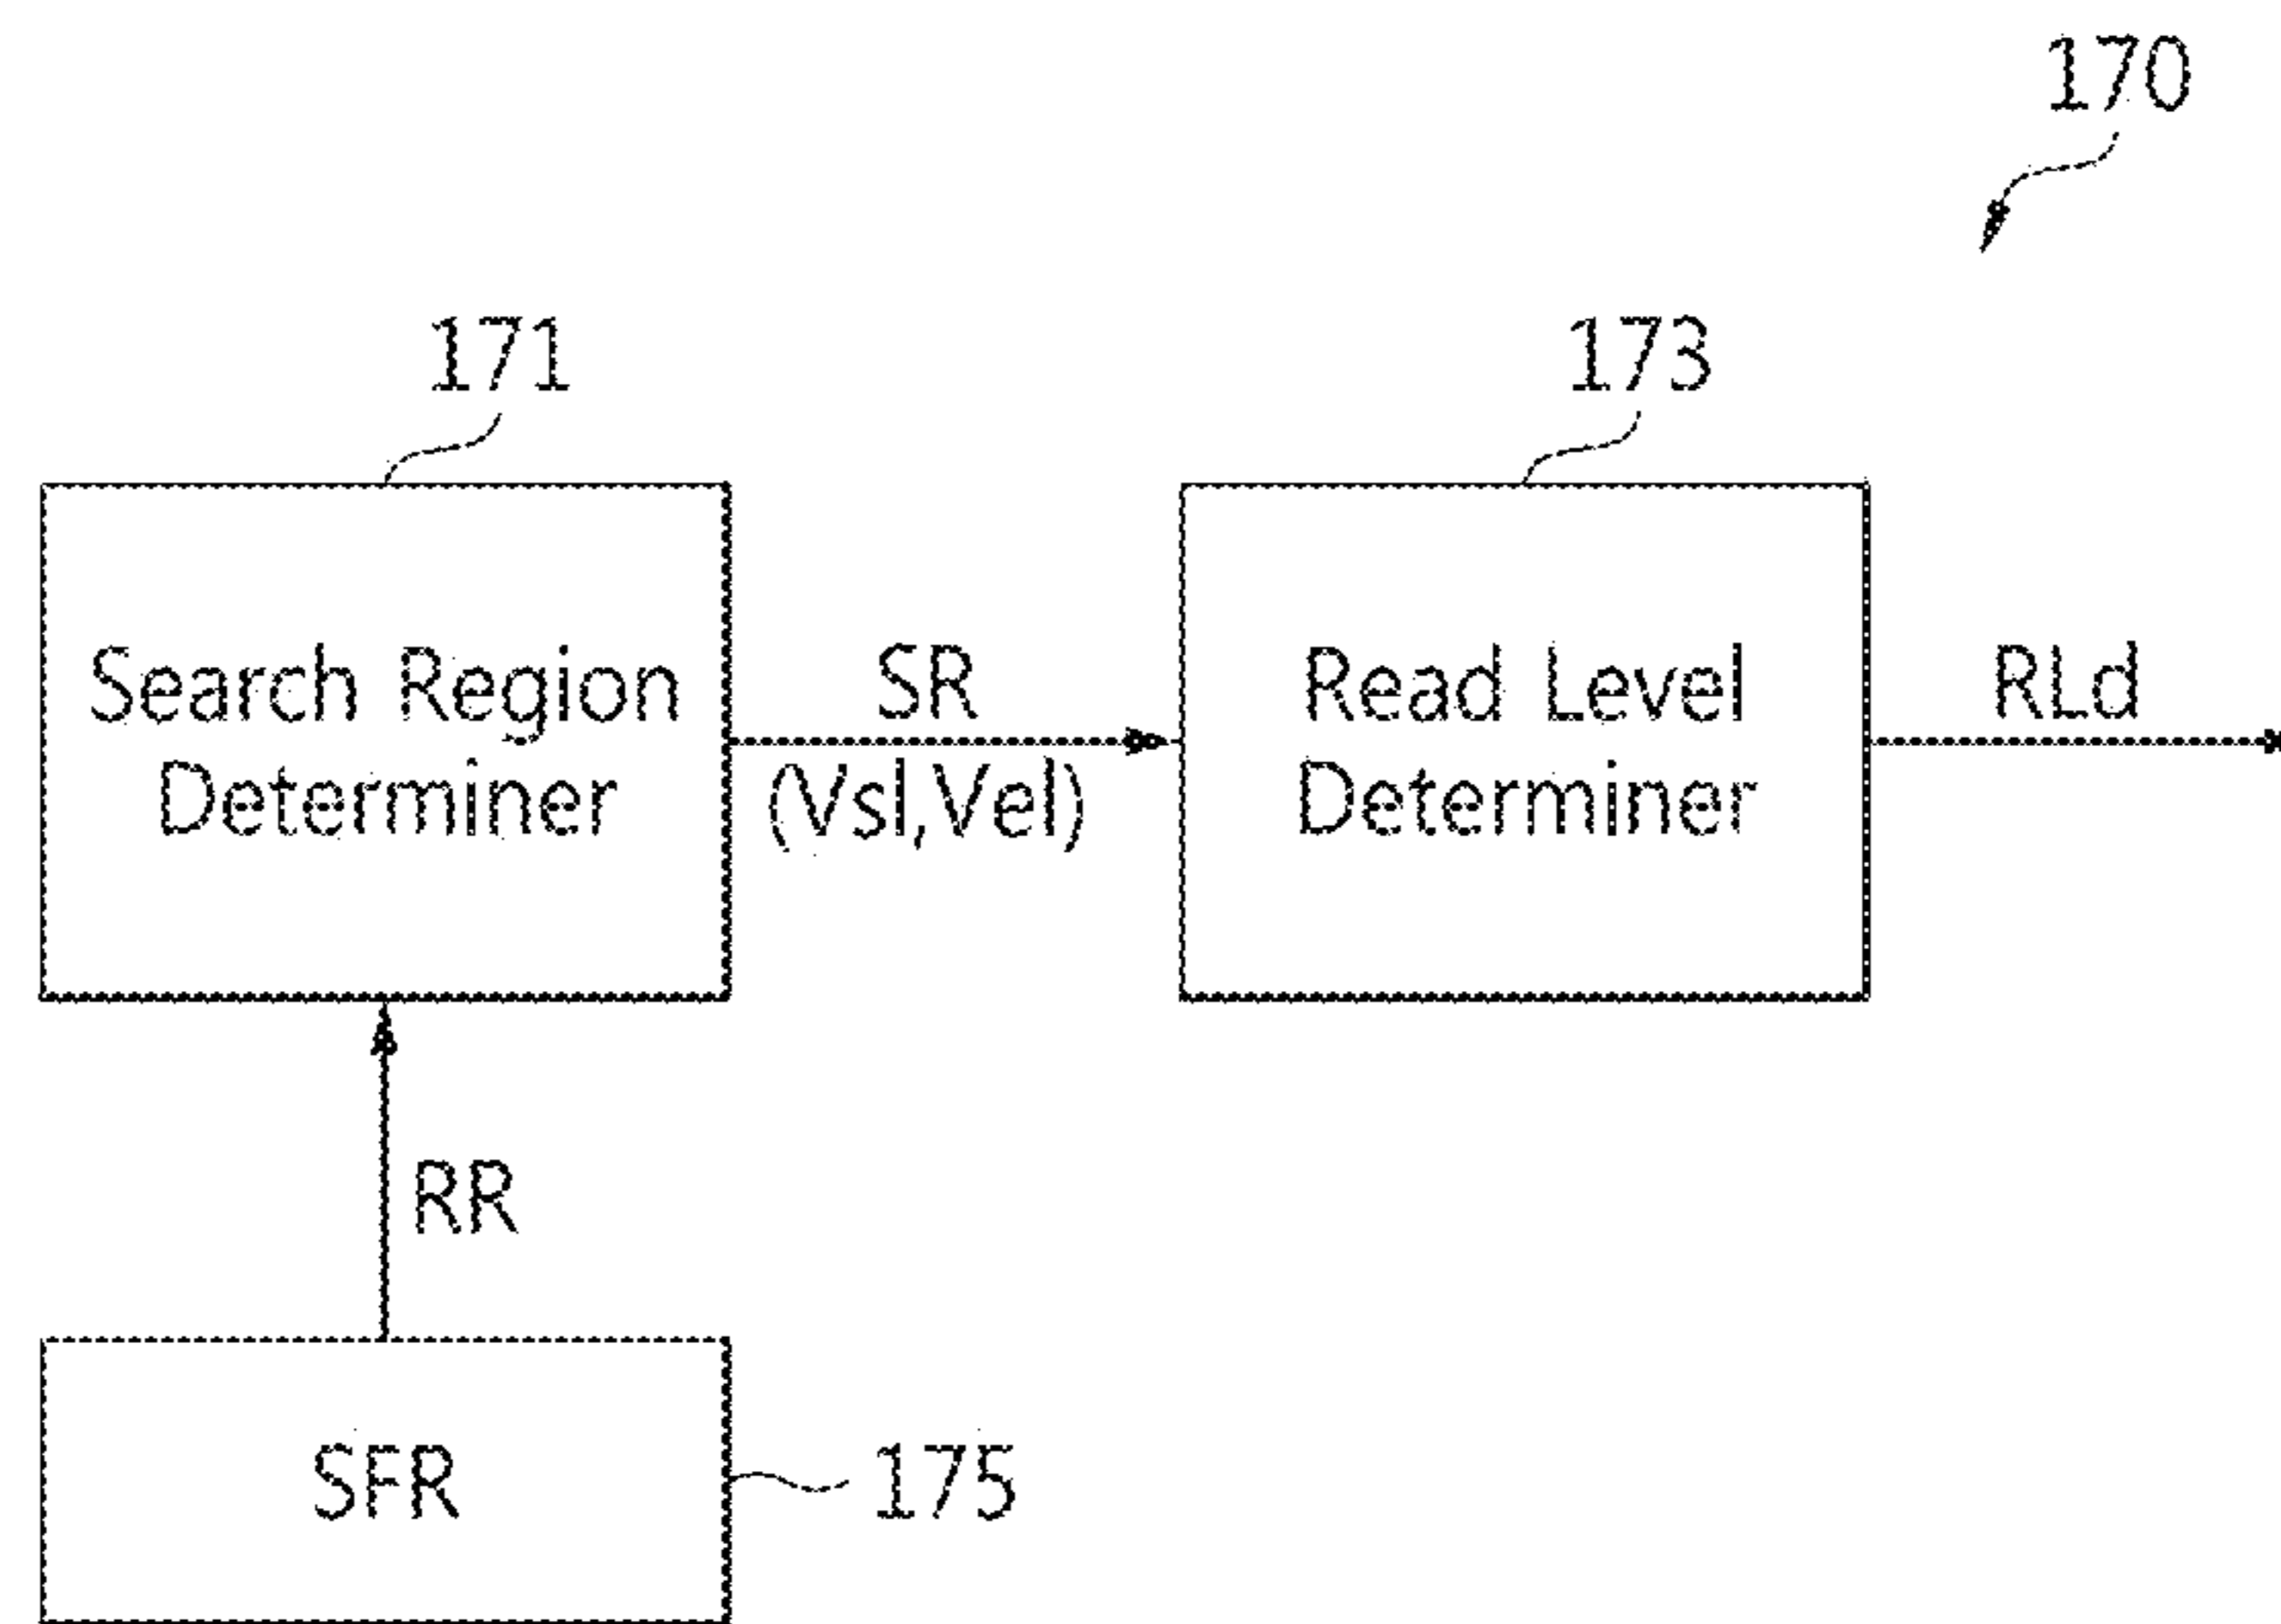 170
171
173
Search Region
Determiner
SR
(Vsl,Vel)
Read Level
Determiner
RLd
RR
SFR
175